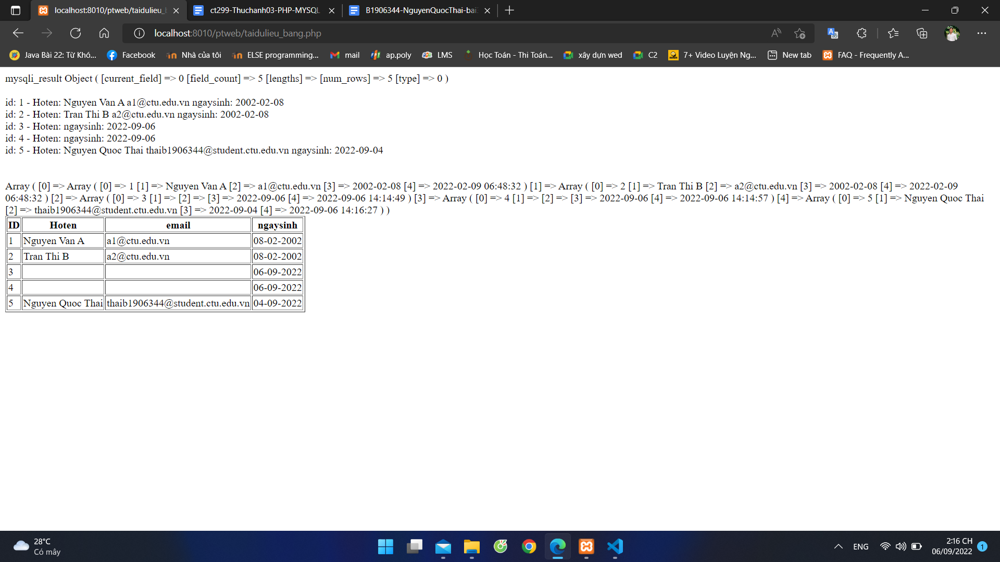 localhost:8010/ptweb/taidulieu_b
ct299-Thuchanh03-PHP-MYSQL
B1906344-NguyenQuocThai-bai3
localhost:8010/ptweb/taidulieu_bang.php
Java Bài 22: Từ Khó...
Facebook
Nhà của tôi
ELSE programming...
mail
ap.poly
LMS
Học Toán - Thi Toán...
xây dựn wed
C2
7+ Video Luyện Ng...
New tab
FAQ - Frequently A...
mysqli_result Object ( [current_field] => 0 [field_count] => 5 [lengths] => [num_rows] => 5 [type] => 0 )
id: 1 - Hoten: Nguyen Van A a1@ctu.edu.vn ngaysinh: 2002-02-08
id: 2 - Hoten: Tran Thi B a2@ctu.edu.vn ngaysinh: 2002-02-08
id: 3 - Hoten: ngaysinh: 2022-09-06
id: 4 - Hoten: ngaysinh: 2022-09-06
id: 5 - Hoten: Nguyen Quoc Thai thaib1906344@student.ctu.edu.vn ngaysinh: 2022-09-04
Array ( [0] => Array ( [0] => 1 [1] => Nguyen Van A [2] => a1@ctu.edu.vn [3] => 2002-02-08 [4] => 2022-02-09 06:48:32 ) [1] => Array ( [0] => 2 [1] => Tran Thi B [2] => a2@ctu.edu.vn [3] => 2002-02-08 [4] => 2022-02-09
06:48:32 ) [2] => Array ( [0] => 3 [1] => [2] => [3] => 2022-09-06 [4] => 2022-09-06 14:14:49 ) [3] => Array ( [0] => 4 [1] => [2] => [3] => 2022-09-06 [4] => 2022-09-06 14:14:57 ) [4] => Array ( [0] => 5 [1] => Nguyen Quoc Thai
[2] => thaib1906344@student.ctu.edu.vn [3] => 2022-09-04 [4] => 2022-09-06 14:16:27 ) )
ID Hoten email ngaysinh
1 Nguyen Van A a1@ctu.edu.vn 08-02-2002
2 Tran Thi B a2@ctu.edu.vn 08-02-2002
3 06-09-2022
4 06-09-2022
5 Nguyen Quoc Thai thaib1906344@student.ctu.edu.vn 04-09-2022
28°C
Có mây
ENG
2:16 CH
06/09/2022
1